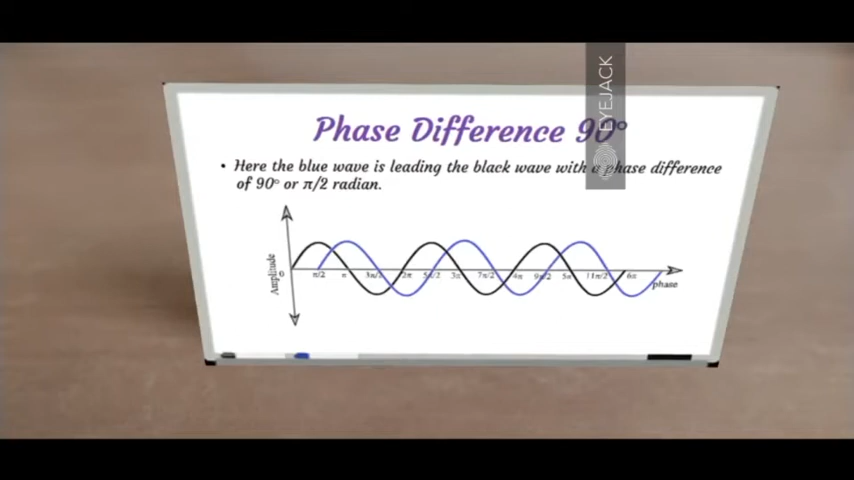 EYEJACK
Phase Difference 90°
• Here the blue wave is leading the black wave with a phase difference
of 90° or π/2 radian.
Amplitude
0
π/2 π 3π/2 2π 5π/2 3π 7π/2 4π 9π/2 5π 11π/2 6π
phase